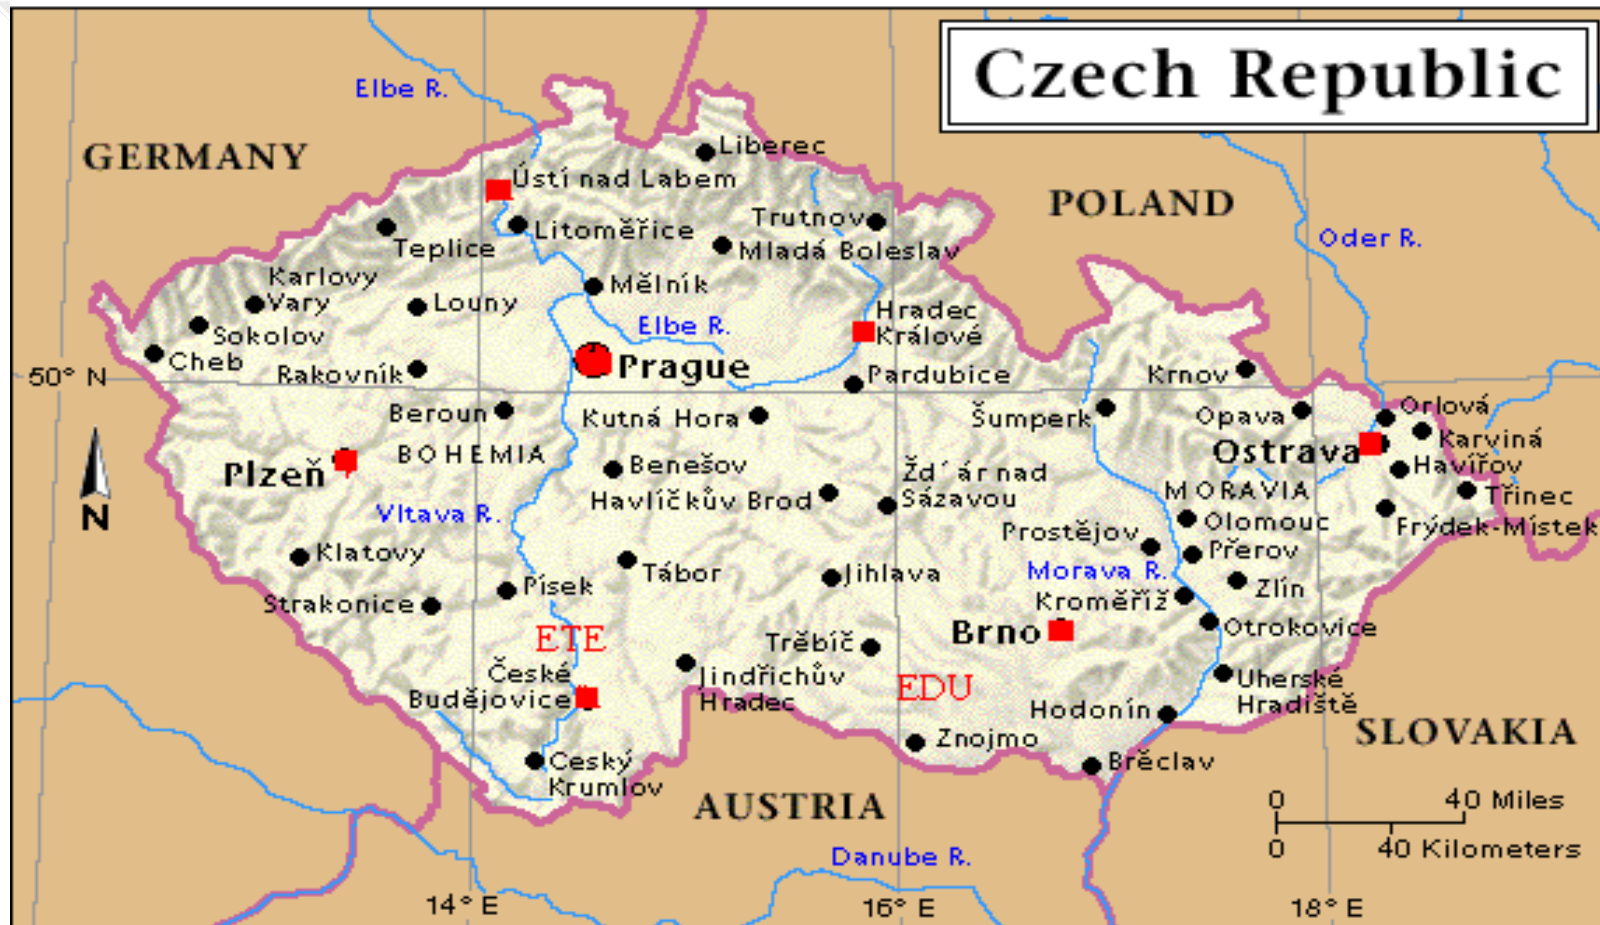 Czech Republic
Elbe R.
GERMANY
Liberec
Ústí nad Labem
POLAND
Trutnov
Litoměřice
Teplice
Mladá Boleslav
Oder R.
Karlovy
Vary
Mělník
Louny
Hradec
Králové
Elbe R.
Sokolov
Cheb
Prague
50° N
Rakovník
Pardubice
Krnov
Beroun
Kutná Hora
Šumperk
Opava
Orlová
Karviná
BOHEMIA
Ostrava
Plzeň
Benešov
Havířov
Žd´ár nad
Sázavou
Havlíčkův Brod
MORAVIA
Třinec
N
Vltava R.
Olomouc
Frýdek-Místek
Prostějov
Přerov
Klatovy
Tábor
Jihlava
Morava R.
Písek
Zlín
Strakonice
Kroměříž
ETE
Brno
Otrokovice
Trěbíč
České
Budějovice
Jindřichův
Hradec
EDU
Uherské
Hradiště
Hodonín
Znojmo
SLOVAKIA
Český
Krumlov
Brěclav
AUSTRIA
0 40 Miles
0 40 Kilometers
Danube R.
14° E
16° E
18° E